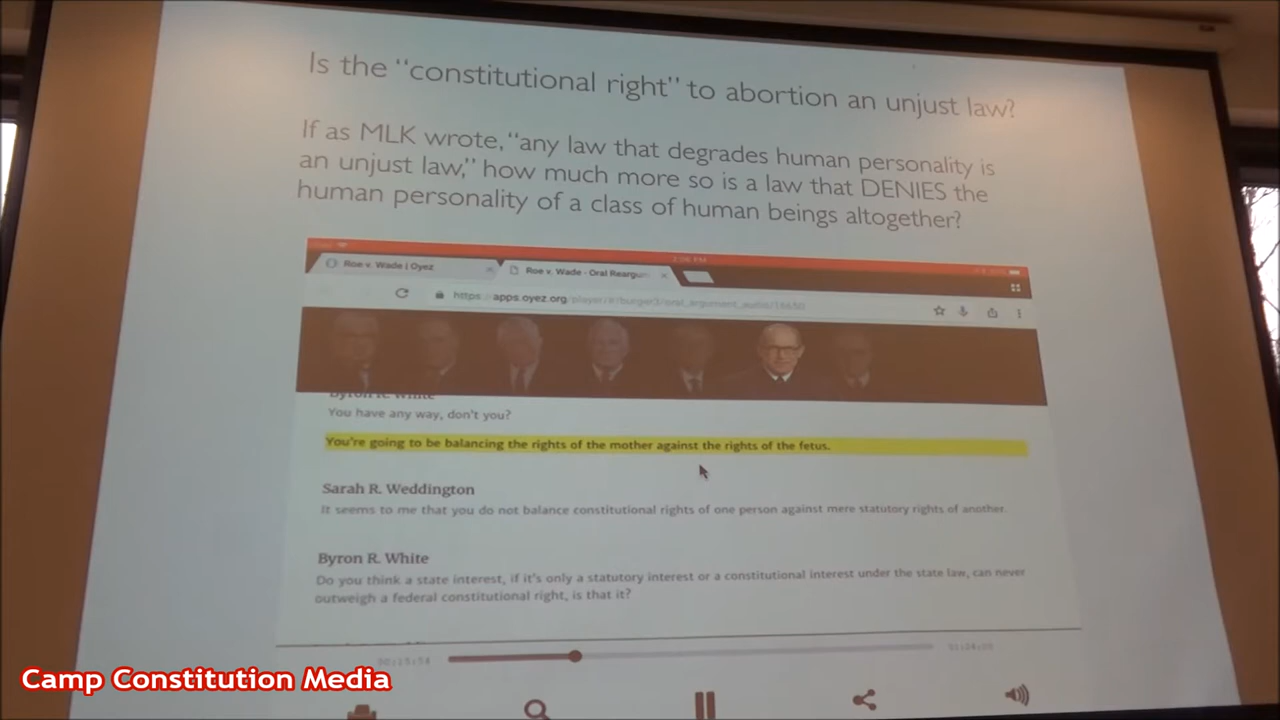 Is the "constitutional right" to abortion an unjust law?
If as MLK wrote, "any law that degrades human personality is
an unjust law," how much more so is a law that DENIES the
human personality of a class of human beings altogether?
Roe v. Wade | Oyez
Roe v. Wade - Oral Reargum
https://apps.oyez.org/player/#/burger3/oral_argument_audio/
Byron R. White
You have any way, don't you?
You're going to be balancing the rights of the mother against the rights of the fetus.
Sarah R. Weddington
It seems to me that you do not balance constitutional rights of one person against mere statutory rights of another.
Byron R. White
Do you think a state interest, if it's only a statutory interest or a constitutional interest under the state law, can never
outweigh a federal constitutional right, is that it?
Camp Constitution Media